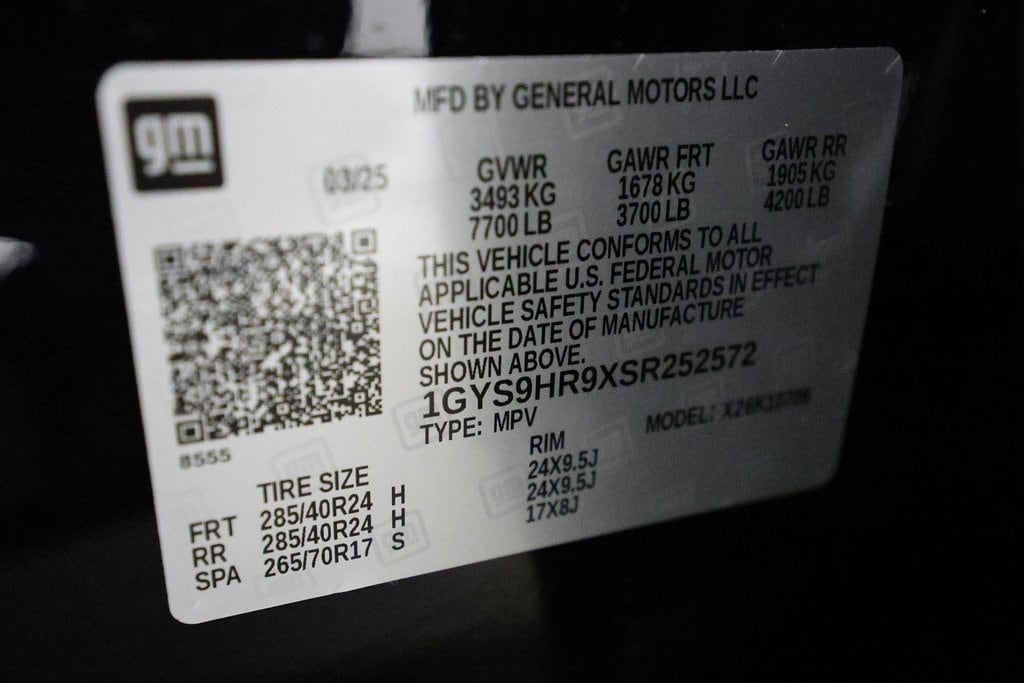 MFD BY GENERAL MOTORS LLC
gm
03/25
GVWR GAWR FRT GAWR RR
3493 KG 1678 KG 1905 KG
7700 LB 3700 LB 4200 LB
THIS VEHICLE CONFORMS TO ALL
APPLICABLE U.S. FEDERAL MOTOR
VEHICLE SAFETY STANDARDS IN EFFECT
ON THE DATE OF MANUFACTURE
SHOWN ABOVE.
1GYS9HR9XSR252572
TYPE: MPV MODEL:
8555
TIRE SIZE RIM
FRT 285/40R24 H 24X9.5J
RR 285/40R24 H 24X9.5J
SPA 265/70R17 S 17X8J